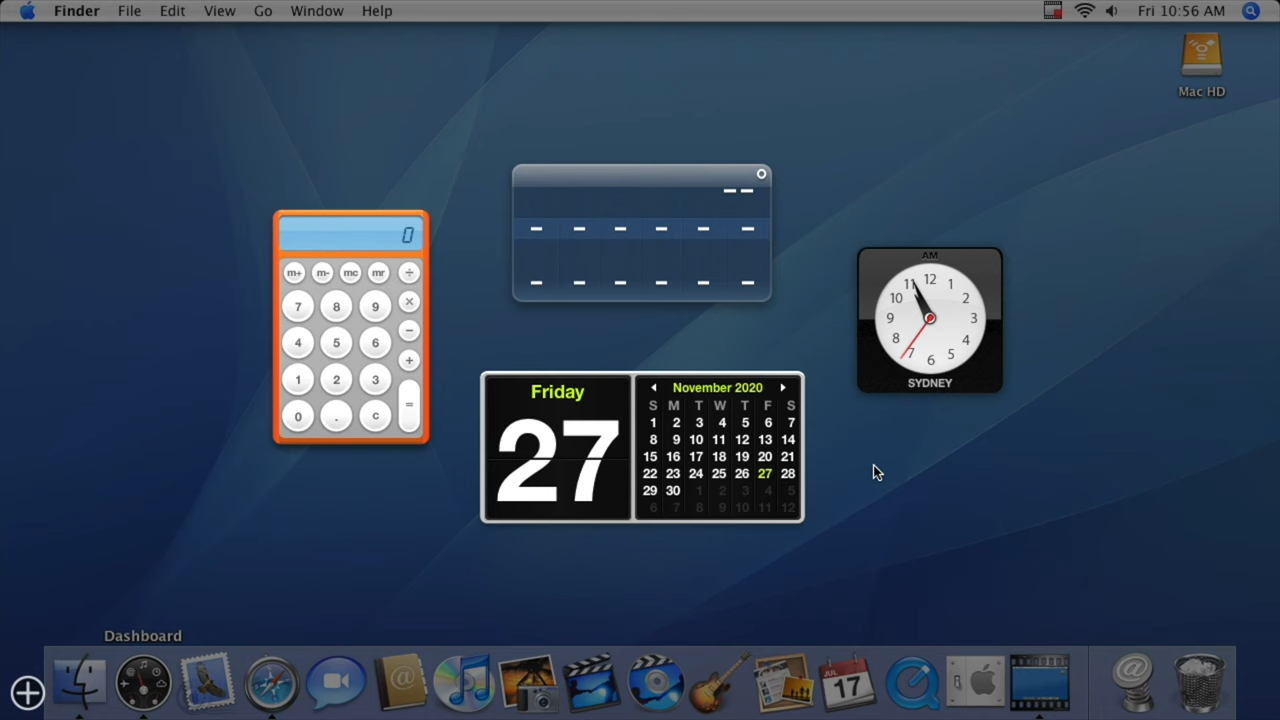 Finder File Edit View Go Window Help Fri 10:56 AM
Mac HD
0
m+ m- mc mr ÷
7 8 9 ×
4 5 6 −
1 2 3 +
0 . c =
-- 
- - - - - -
- - - - - -
AM
12 1 2 3 4 5 6 7 8 9 10 11
SYDNEY
Friday
27
November 2020
S M T W T F S
1 2 3 4 5 6 7
8 9 10 11 12 13 14
15 16 17 18 19 20 21
22 23 24 25 26 27 28
29 30 1 2 3 4 5
6 7 8 9 10 11 12
Dashboard
JUL
17